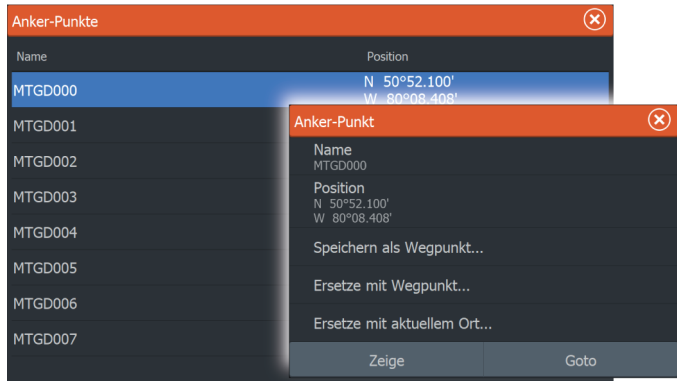 Anker-Punkte
Name Position
MTGD000 N 50°52.100'
W 80°08.408'
MTGD001
MTGD002
MTGD003
MTGD004
MTGD005
MTGD006
MTGD007
Anker-Punkt
Name
MTGD000
Position
N 50°52.100'
W 80°08.408'
Speichern als Wegpunkt...
Ersetze mit Wegpunkt...
Ersetze mit aktuellem Ort...
Zeige Goto